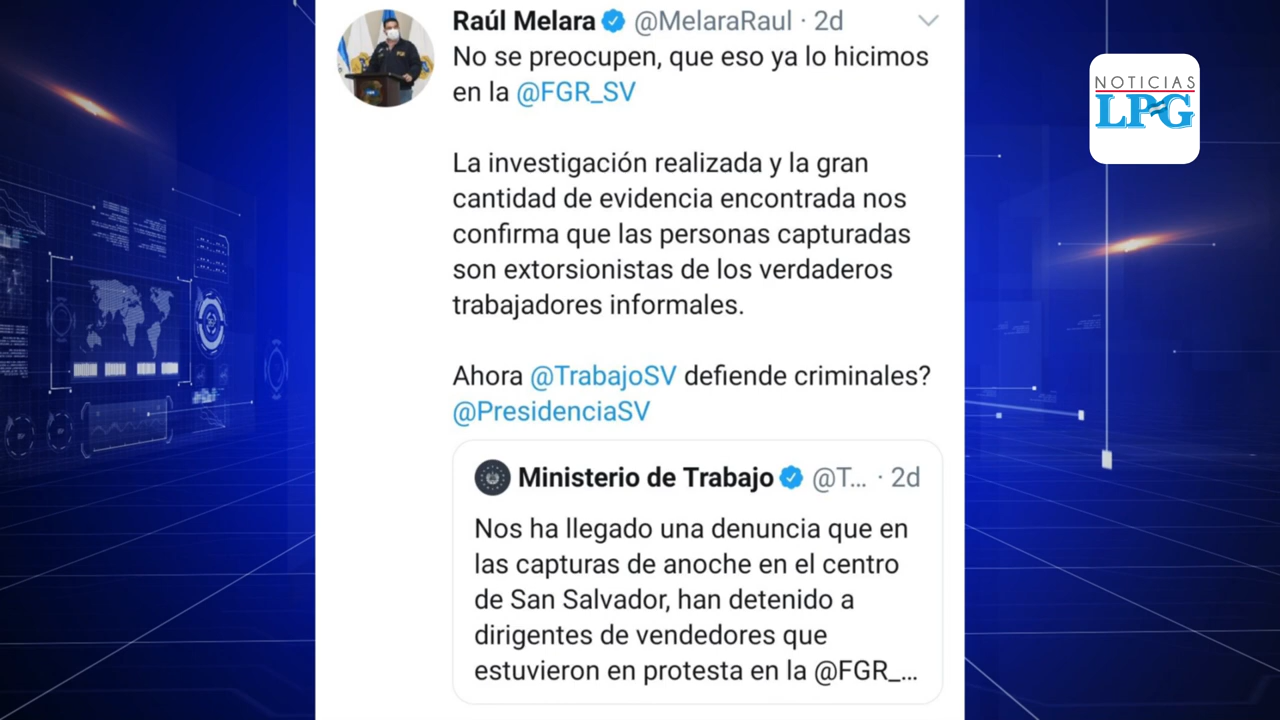 Raúl Melara @MelaraRaul · 2d
No se preocupen, que eso ya lo hicimos
en la @FGR_SV
La investigación realizada y la gran
cantidad de evidencia encontrada nos
confirma que las personas capturadas
son extorsionistas de los verdaderos
trabajadores informales.
Ahora @TrabajoSV defiende criminales?
@PresidenciaSV
Ministerio de Trabajo @T... · 2d
Nos ha llegado una denuncia que en
las capturas de anoche en el centro
de San Salvador, han detenido a
dirigentes de vendedores que
estuvieron en protesta en la @FGR_...
NOTICIAS
LPG